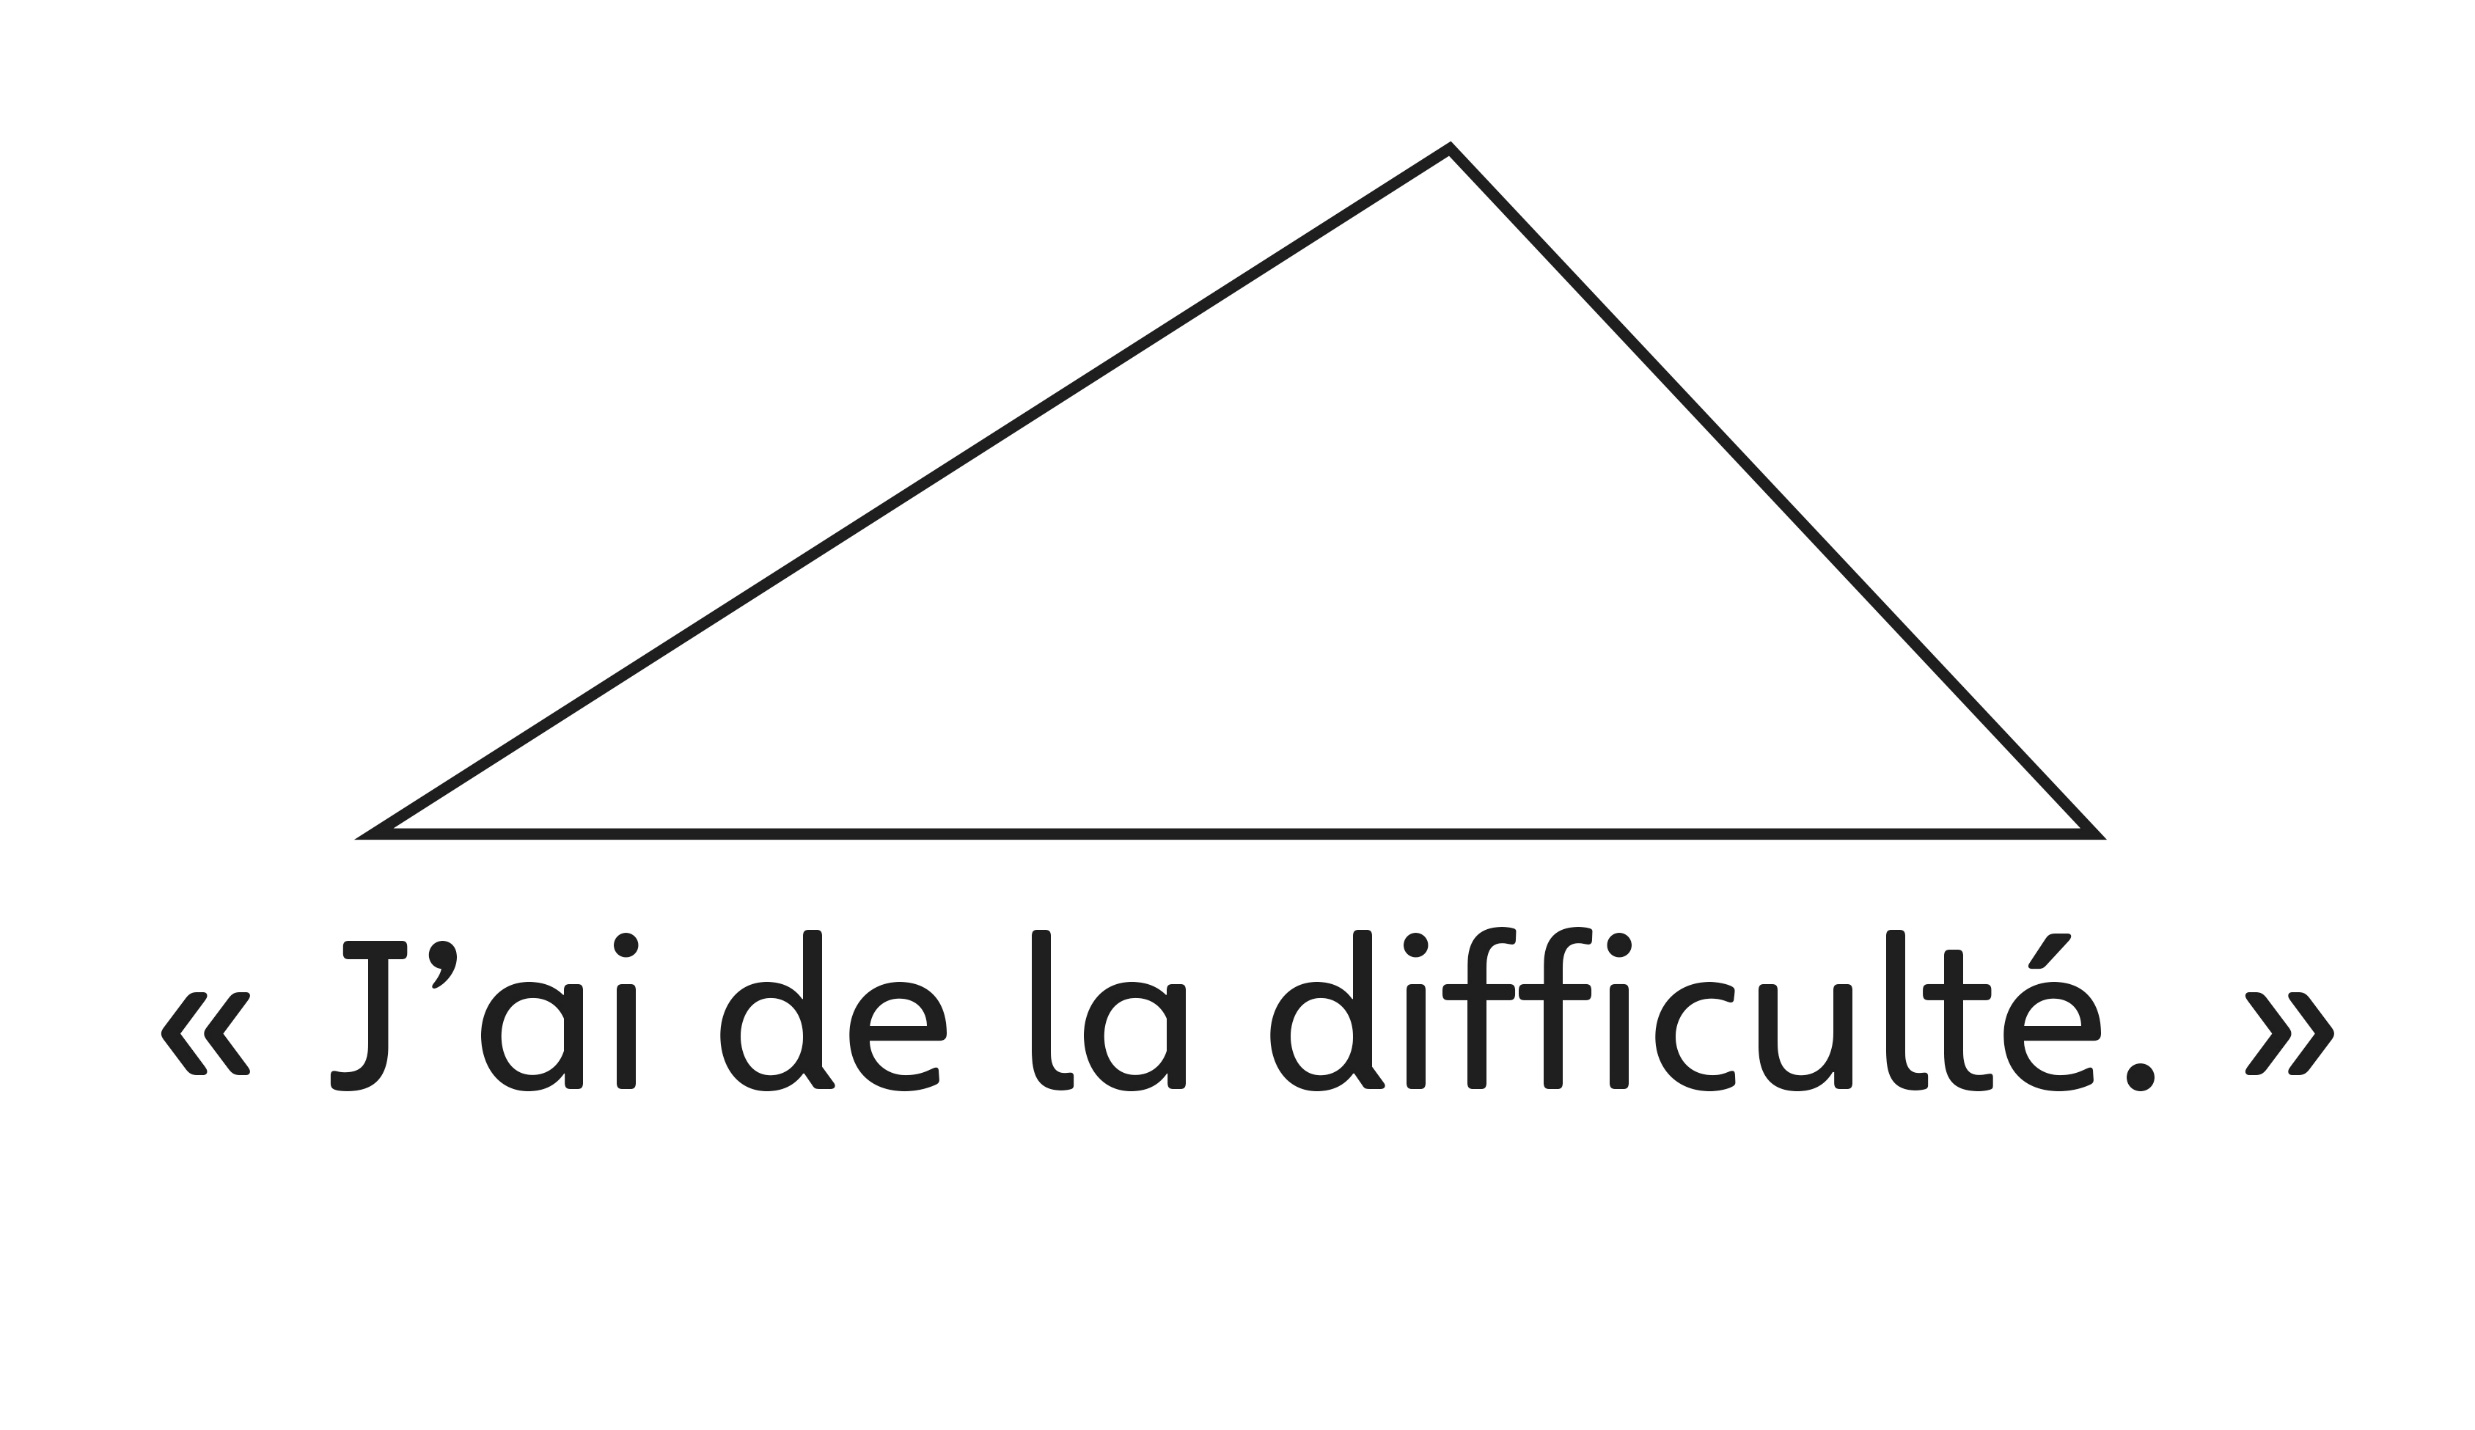 « J’ai de la difficulté. »